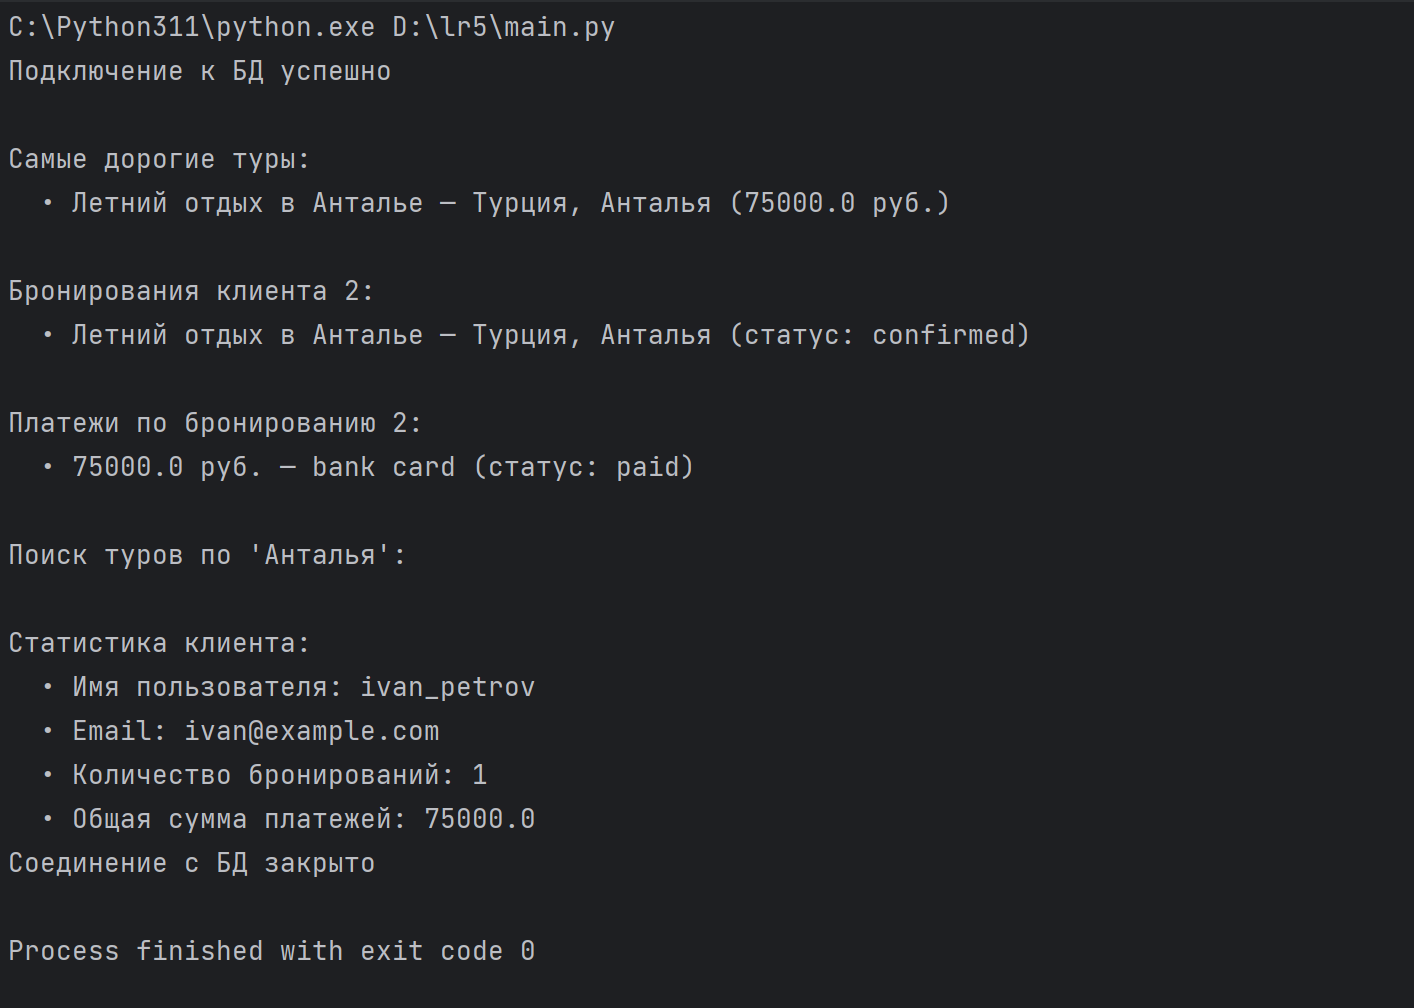 C:\Python311\python.exe D:\lr5\main.py
Подключение к БД успешно
Самые дорогие туры:
• Летний отдых в Анталье — Турция, Анталья (75000.0 руб.)
Бронирования клиента 2:
• Летний отдых в Анталье — Турция, Анталья (статус: confirmed)
Платежи по бронированию 2:
• 75000.0 руб. — bank card (статус: paid)
Поиск туров по 'Анталья':
Статистика клиента:
• Имя пользователя: ivan_petrov
• Email: ivan@example.com
• Количество бронирований: 1
• Общая сумма платежей: 75000.0
Соединение с БД закрыто
Process finished with exit code 0